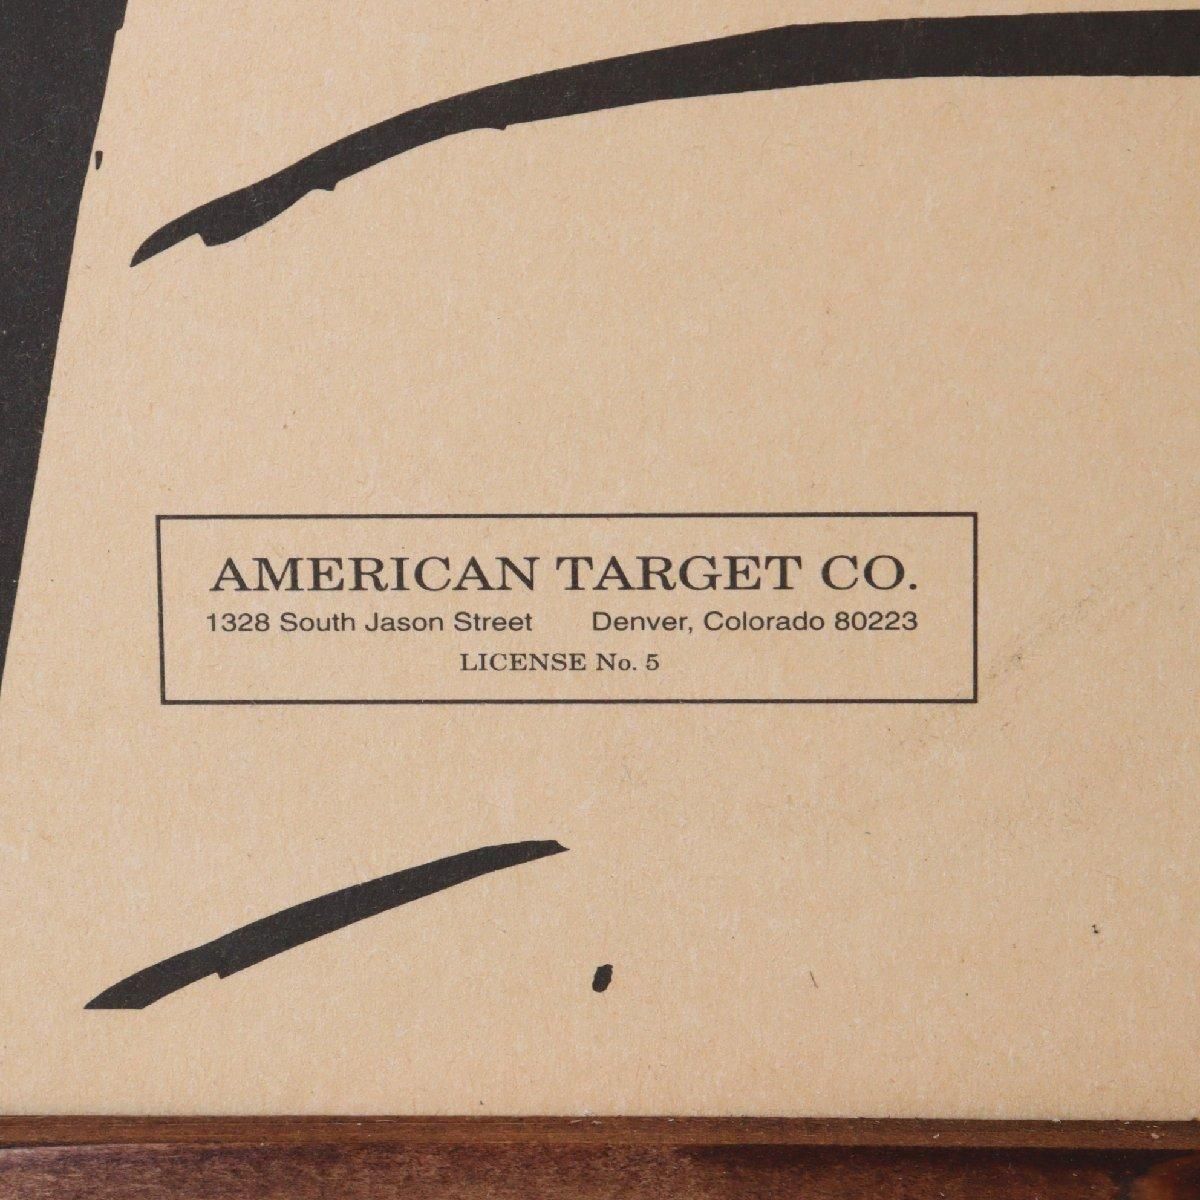 AMERICAN TARGET CO.
1328 South Jason Street Denver, Colorado 80223
LICENSE No. 5